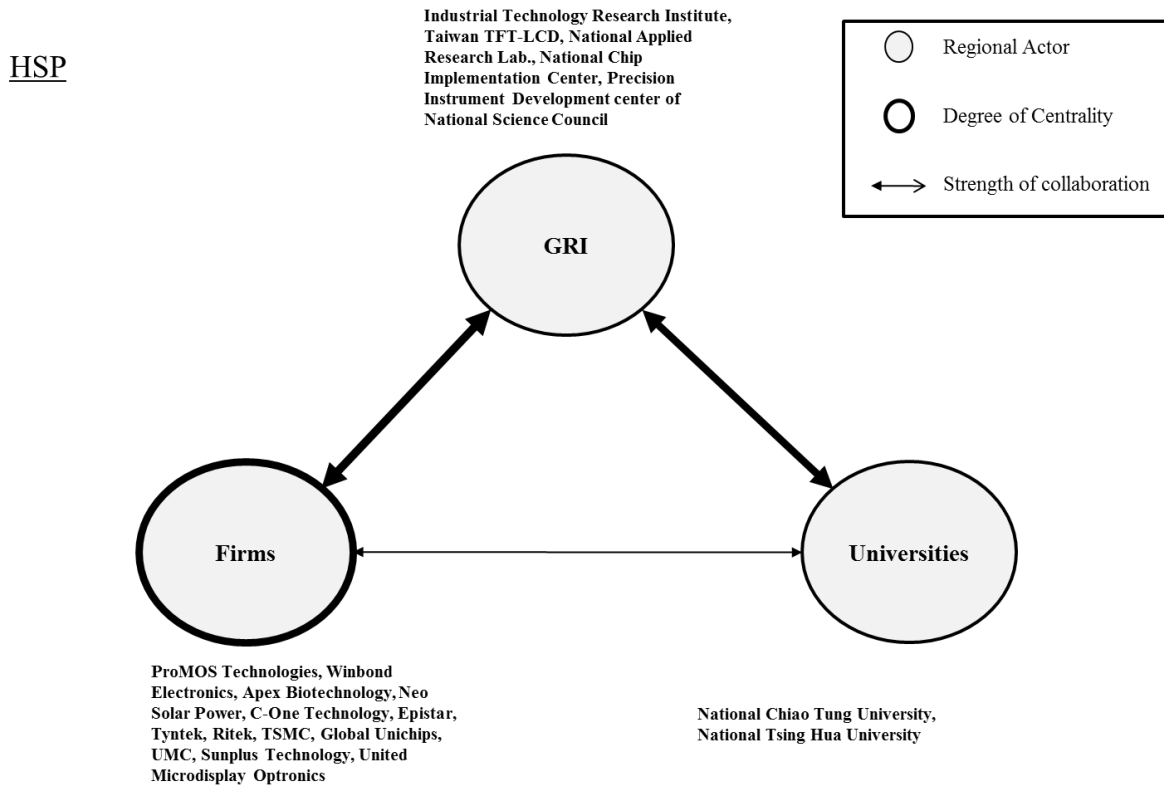 HSP
Industrial Technology Research Institute,
Taiwan TFT-LCD, National Applied
Research Lab., National Chip
Implementation Center, Precision
Instrument Development center of
National Science Council
Regional Actor
Degree of Centrality
Strength of collaboration
GRI
Firms
Universities
ProMOS Technologies, Winbond
Electronics, Apex Biotechnology, Neo
Solar Power, C-One Technology, Epistar,
Tyntek, Ritek, TSMC, Global Unichips,
UMC, Sunplus Technology, United
Microdisplay Optronics
National Chiao Tung University,
National Tsing Hua University